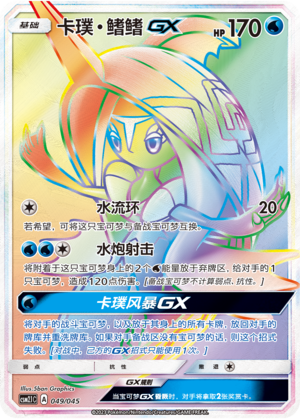 基础 卡璞·鳍鳍GX HP170
水流环 20
若希望,可将这只宝可梦与备战宝可梦互换。
水炮射击
将附着于这只宝可梦身上的2个能量放于弃牌区,给对手的1
只宝可梦,造成120点伤害。[备战宝可梦不计算弱点、抗性。]
卡璞风暴GX
将对手的战斗宝可梦,以及放于其身上的所有卡牌,放回对手的
牌库并重洗牌库。如果对手备战区没有宝可梦的话,则这个招式
失败。[对战中,己方的GX招式只能使用1次。]
弱点 抗性 撤退
Illus. 5ban Graphics
GX规则
csm2.1C A 049/045
当宝可梦GX【昏厥】时,对手将拿取2张奖赏卡。